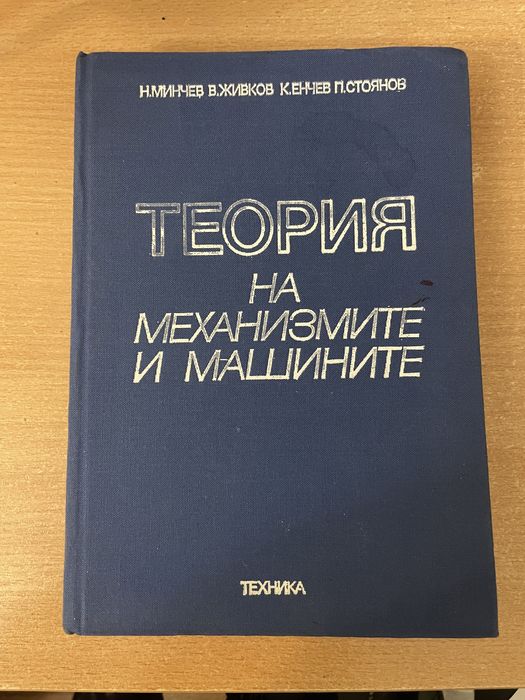 Н.МИНЧЕВ В.ЖИВКОВ К.ЕНЧЕВ П.СТОЯНОВ
ТЕОРИЯ
НА
МЕХАНИЗМИТЕ
И МАШИНИТЕ
ТЕХНИКА